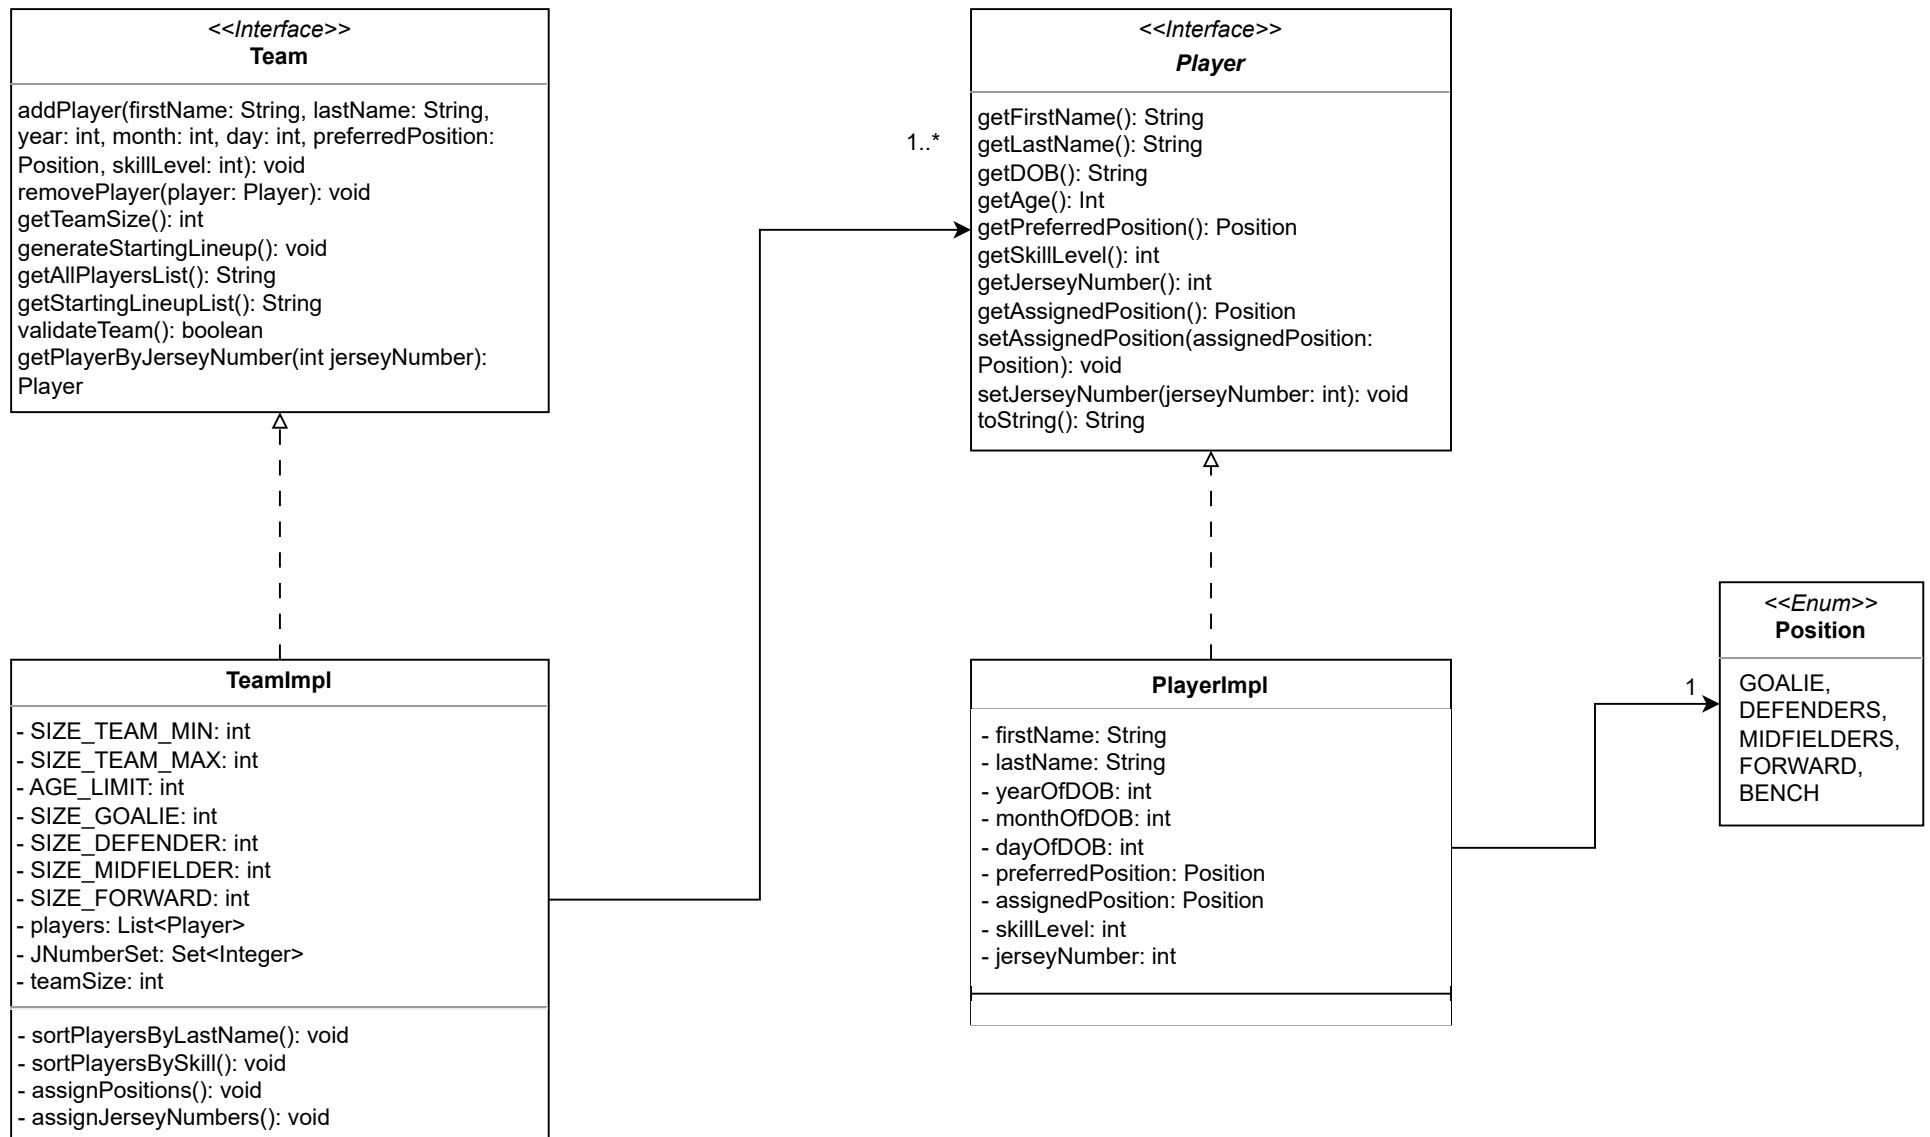 <<Interface>>
Team
addPlayer(firstName: String, lastName: String,
year: int, month: int, day: int, preferredPosition:
Position, skillLevel: int): void
removePlayer(player: Player): void
getTeamSize(): int
generateStartingLineup(): void
getAllPlayersList(): String
getStartingLineupList(): String
validateTeam(): boolean
getPlayerByJerseyNumber(int jerseyNumber):
Player
1..*
<<Interface>>
Player
getFirstName(): String
getLastName(): String
getDOB(): String
getAge(): Int
getPreferredPosition(): Position
getSkillLevel(): int
getJerseyNumber(): int
getAssignedPosition(): Position
setAssignedPosition(assignedPosition:
Position): void
setJerseyNumber(jerseyNumber: int): void
toString(): String
TeamImpl
- SIZE_TEAM_MIN: int
- SIZE_TEAM_MAX: int
- AGE_LIMIT: int
- SIZE_GOALIE: int
- SIZE_DEFENDER: int
- SIZE_MIDFIELDER: int
- SIZE_FORWARD: int
- players: List<Player>
- JNumberSet: Set<Integer>
- teamSize: int
- sortPlayersByLastName(): void
- sortPlayersBySkill(): void
- assignPositions(): void
- assignJerseyNumbers(): void
PlayerImpl
- firstName: String
- lastName: String
- yearOfDOB: int
- monthOfDOB: int
- dayOfDOB: int
- preferredPosition: Position
- assignedPosition: Position
- skillLevel: int
- jerseyNumber: int
1
<<Enum>>
Position
GOALIE,
DEFENDERS,
MIDFIELDERS,
FORWARD,
BENCH